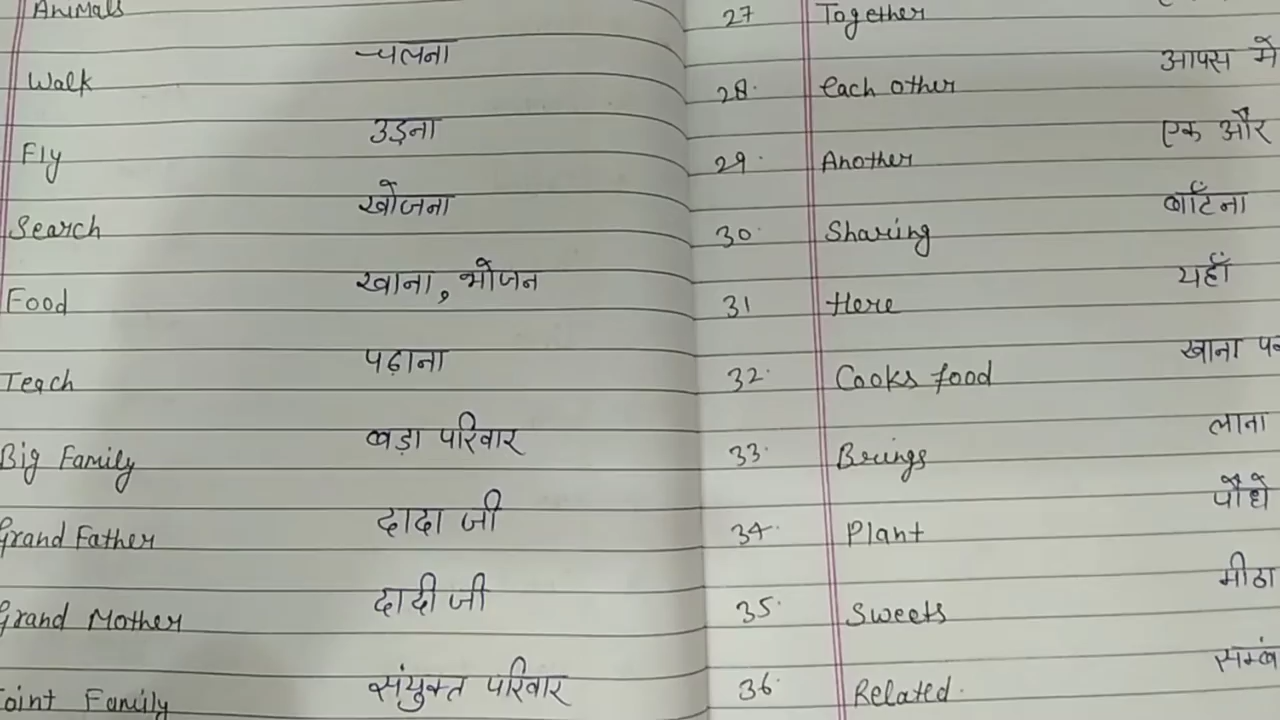 Animals
Walk चलना
Fly उड़ना
Search खोजना
Food खाना, भोजन
Teach पढ़ाना
Big Family बड़ा परिवार
Grand Father दादा जी
Grand Mother दादी जी
Joint Family संयुक्त परिवार
27 Together
28. Each other आपस में
29. Another एक और
30. Sharing बाँटना
31 Here यहाँ
32. Cooks food खाना
33. Brings लाना
34. Plant पौधे
35. Sweets मीठा
36. Related.